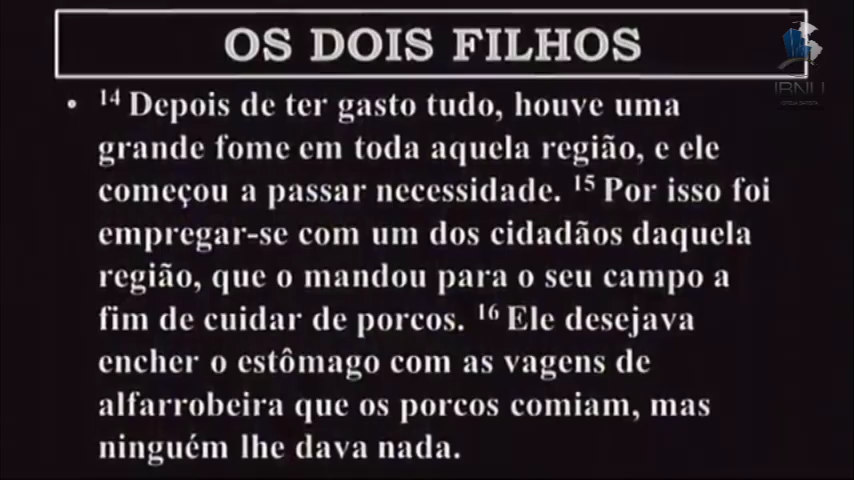 OS DOIS FILHOS
IBNU
• 14 Depois de ter gasto tudo, houve uma
grande fome em toda aquela região, e ele
começou a passar necessidade. 15 Por isso foi
empregar-se com um dos cidadãos daquela
região, que o mandou para o seu campo a
fim de cuidar de porcos. 16 Ele desejava
encher o estômago com as vagens de
alfarrobeira que os porcos comiam, mas
ninguém lhe dava nada.